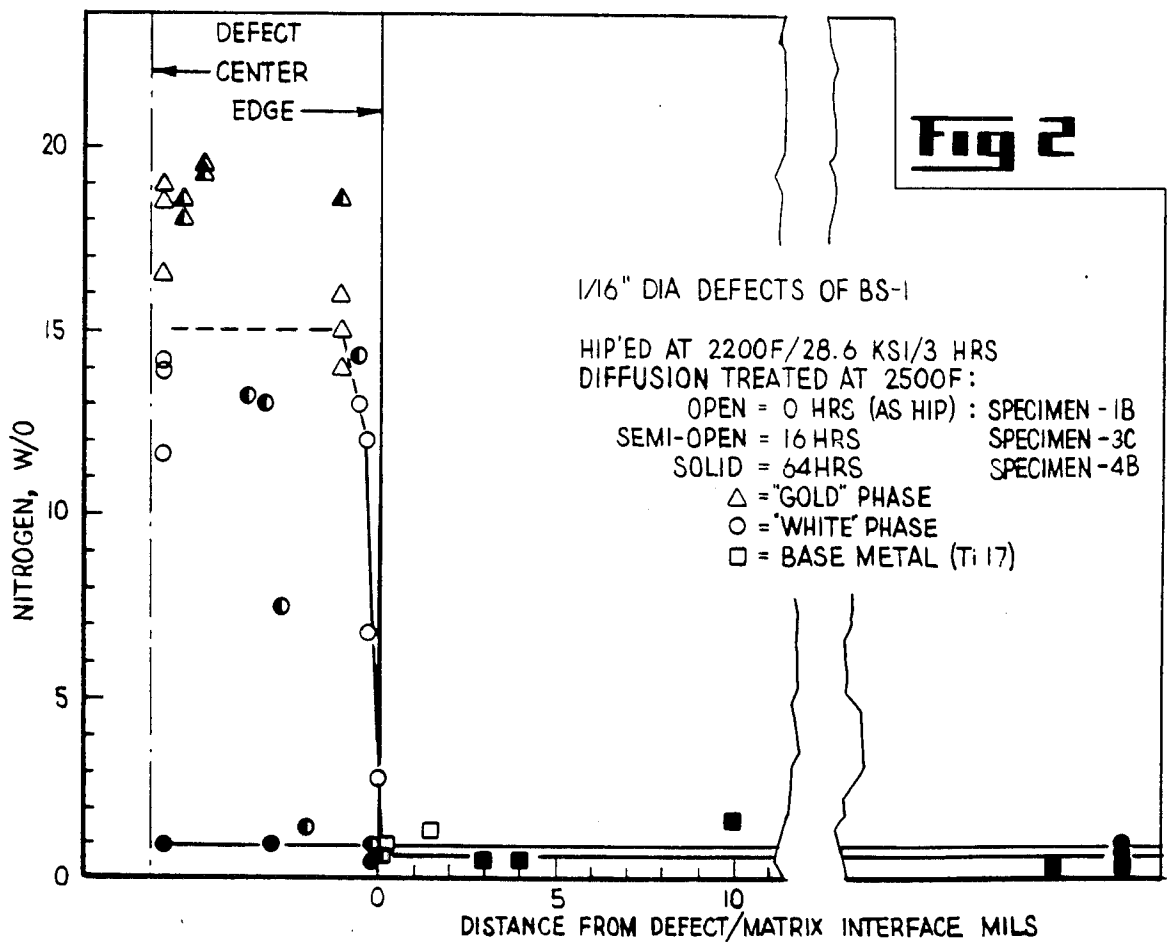 DEFECT
CENTER
EDGE
Fig 2
20
15
10
5
0
NITROGEN, W/O
1/16" DIA DEFECTS OF BS-1
HIP'ED AT 2200F/28.6 KSI/3 HRS
DIFFUSION TREATED AT 2500F:
OPEN = 0 HRS (AS HIP) : SPECIMEN-1B
SEMI-OPEN = 16 HRS SPECIMEN-3C
SOLID = 64HRS SPECIMEN-4B
△ ="GOLD" PHASE
○ ="WHITE" PHASE
□ = BASE METAL (Ti 17)
0 5 10
DISTANCE FROM DEFECT/MATRIX INTERFACE MILS